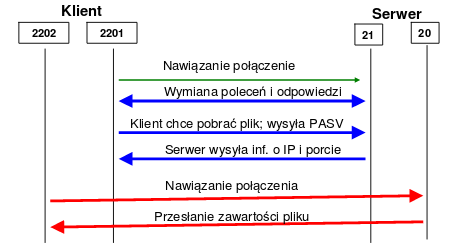 Klient
Serwer
2202 2201 21 20
Nawiązanie połączenie
Wymiana poleceń i odpowiedzi
Klient chce pobrać plik; wysyła PASV
Serwer wysyła inf. o IP i porcie
Nawiązanie połączenia
Przesłanie zawartości pliku